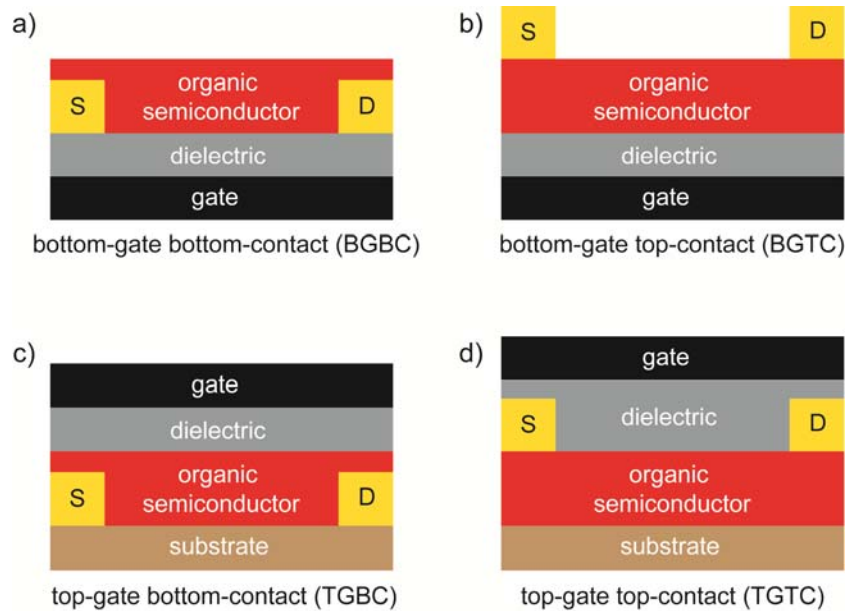 a)
S
organic
semiconductor
D
dielectric
gate
bottom-gate bottom-contact (BGBC)
b)
S
D
organic
semiconductor
dielectric
gate
bottom-gate top-contact (BGTC)
c)
gate
dielectric
S
organic
semiconductor
D
substrate
top-gate bottom-contact (TGBC)
d)
gate
S
dielectric
D
organic
semiconductor
substrate
top-gate top-contact (TGTC)